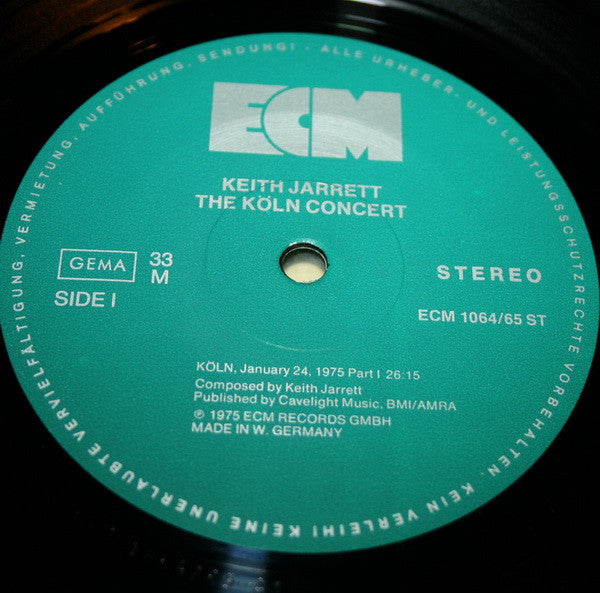 ECM
KEITH JARRETT
THE KÖLN CONCERT
GEMA
33
M
SIDE I
STEREO
ECM 1064/65 ST
KÖLN, January 24, 1975 Part I 26:15
Composed by Keith Jarrett
Published by Cavelight Music, BMI/AMRA
℗ 1975 ECM RECORDS GMBH
MADE IN W. GERMANY
ALLE URHEBER- UND LEISTUNGSSCHUTZRECHTE VORBEHALTEN. KEIN VERLEIH! KEINE UNERLAUBTE VERVIELFÄLTIGUNG, VERMIETUNG, AUFFÜHRUNG, SENDUNG! -